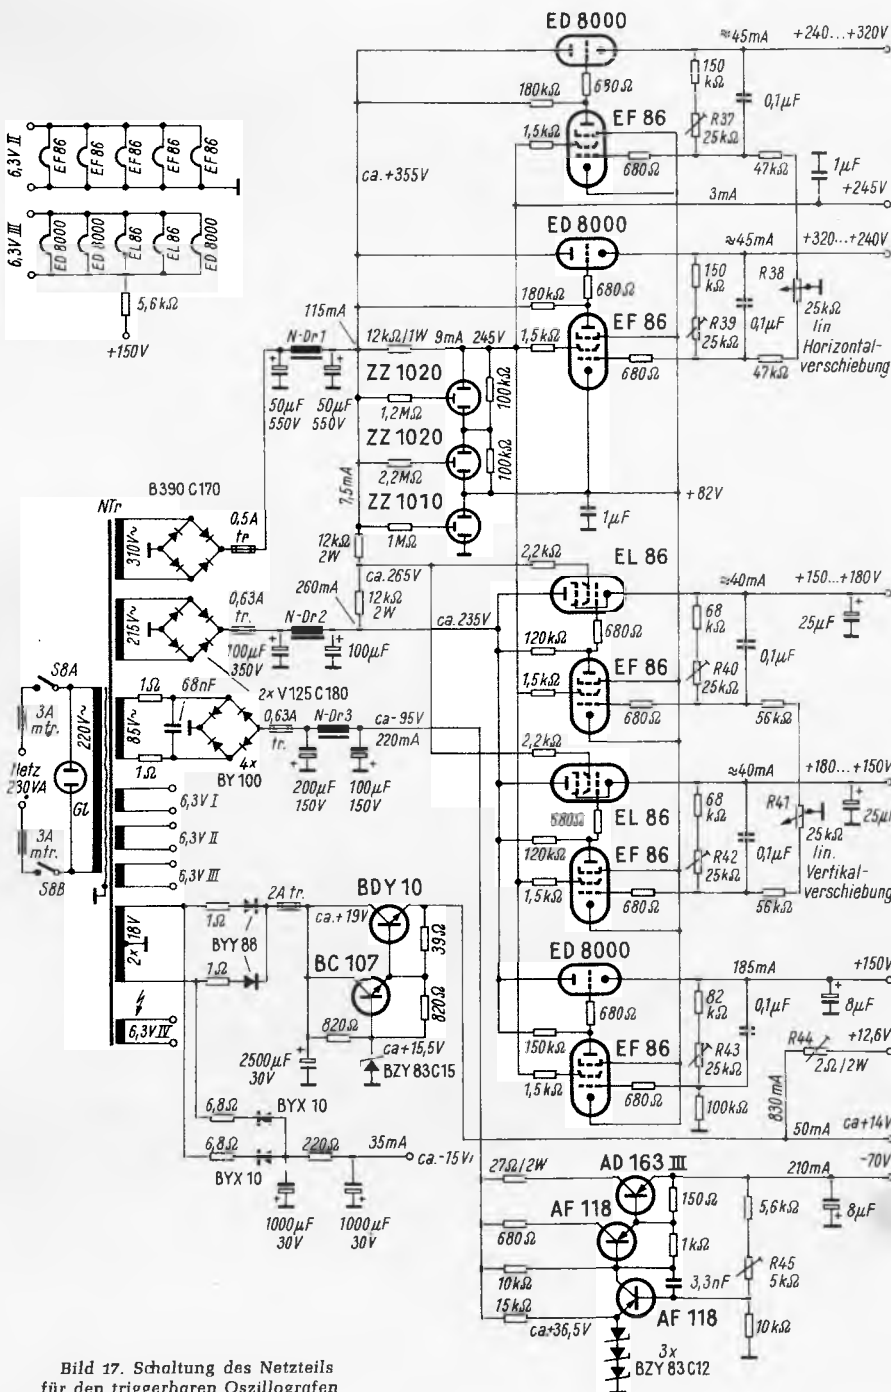 ED 8000
≈45mA
+240...+320V
150 kΩ
680Ω
180kΩ
0,1µF
EF 86
R37 25kΩ
1,5kΩ
680Ω
47kΩ
1µF
3mA
+245V
6,3V II
EF 86
EF 86
EF 86
EF 86
EF 86
6,3V III
ED 8000
ED 8000
EL 86
EL 86
ED 8000
5,6kΩ
+150V
ca.+355V
ED 8000
≈45mA
+320...+240V
150 kΩ
680Ω
180kΩ
0,1µF
R38 25kΩ lin
Horizontal-
verschiebung
EF 86
R39 25kΩ
1,5kΩ
680Ω
47kΩ
115mA
N-Dr1
12kΩ/1W
9mA
245V
50µF 550V
50µF 550V
ZZ 1020
100kΩ
1,2MΩ
ZZ 1020
100kΩ
2,2MΩ
7,5mA
ZZ 1010
1MΩ
+82V
1µF
12kΩ 2W
ca.265V
12kΩ 2W
260mA
NTr
B390 C170
310V~
0,5A tr.
215V~
0,63A tr.
N-Dr2
100µF 350V
100µF
ca.235V
2,2kΩ
EL 86
≈40mA
+150...+180V
68 kΩ
25µF
680Ω
120kΩ
0,1µF
EF 86
R40 25kΩ
1,5kΩ
680Ω
56kΩ
S8A
3A mtr.
Netz
230VA
3A mtr.
S8B
220V~
Gl
85V~
1Ω
68nF
1Ω
2×V125 C180
4×
BY 100
0,63A tr.
N-Dr3
ca-95V
220mA
200µF 150V
100µF 150V
2,2kΩ
≈40mA
+180...+150V
680Ω
EL 86
68 kΩ
R41 25kΩ lin.
Vertikal-
verschiebung
25µF
120kΩ
EF 86
0,1µF
R42 25kΩ
1,5kΩ
680Ω
56kΩ
6,3V I
6,3V II
6,3V III
2×18V
6,3V IV
1Ω
BYY 88
1Ω
2A tr.
ca.+19V
BDY 10
39Ω
BC 107
820Ω
820Ω
ca+15,5V
BZY 83C15
2500µF 30V
ED 8000
185mA
+150V
680Ω
82 kΩ
0,1µF
8µF
150kΩ
EF 86
R43 25kΩ
R44
2Ω/2W
+12,6V
1,5kΩ
680Ω
100kΩ
830mA
50mA
ca+14V
6,8Ω
BYX 10
6,8Ω
BYX 10
220Ω
35mA
ca.-15V
1000µF 30V
1000µF 30V
27Ω/2W
AD 163 III
210mA
-70V
AF 118
150Ω
5,6kΩ
8µF
680Ω
1kΩ
10kΩ
3,3nF
R45 5kΩ
15kΩ
AF 118
ca+36,5V
10kΩ
3x
BZY 83C12
Bild 17. Schaltung des Netzteils
für den triggerbaren Oszillografen